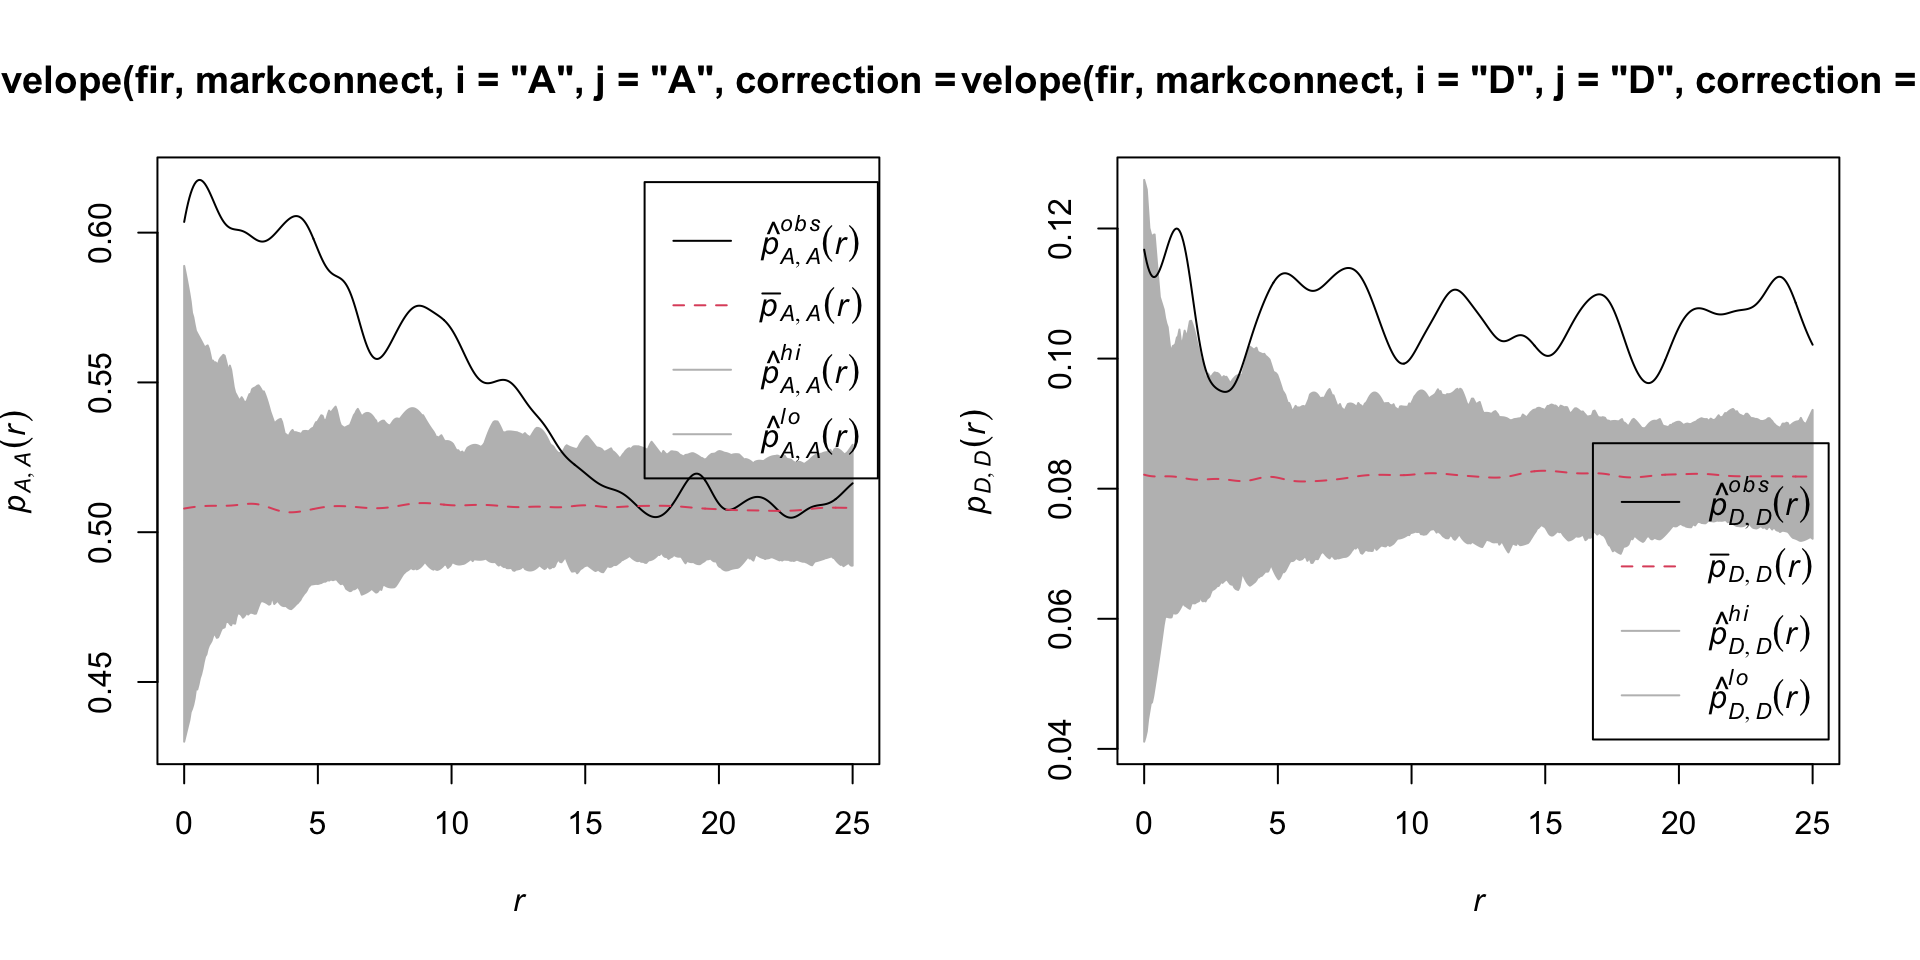 velope(fir, markconnect, i = "A", j = "A", correction =
p̂ obs A, A (r)
p̅ A, A (r)
p̂ hi A, A (r)
p̂ lo A, A (r)
p A, A (r)
0.60
0.55
0.50
0.45
0 5 10 15 20 25
r
velope(fir, markconnect, i = "D", j = "D", correction =
p D, D (r)
0.12
0.10
0.08
0.06
0.04
p̂ obs D, D (r)
p̅ D, D (r)
p̂ hi D, D (r)
p̂ lo D, D (r)
0 5 10 15 20 25
r